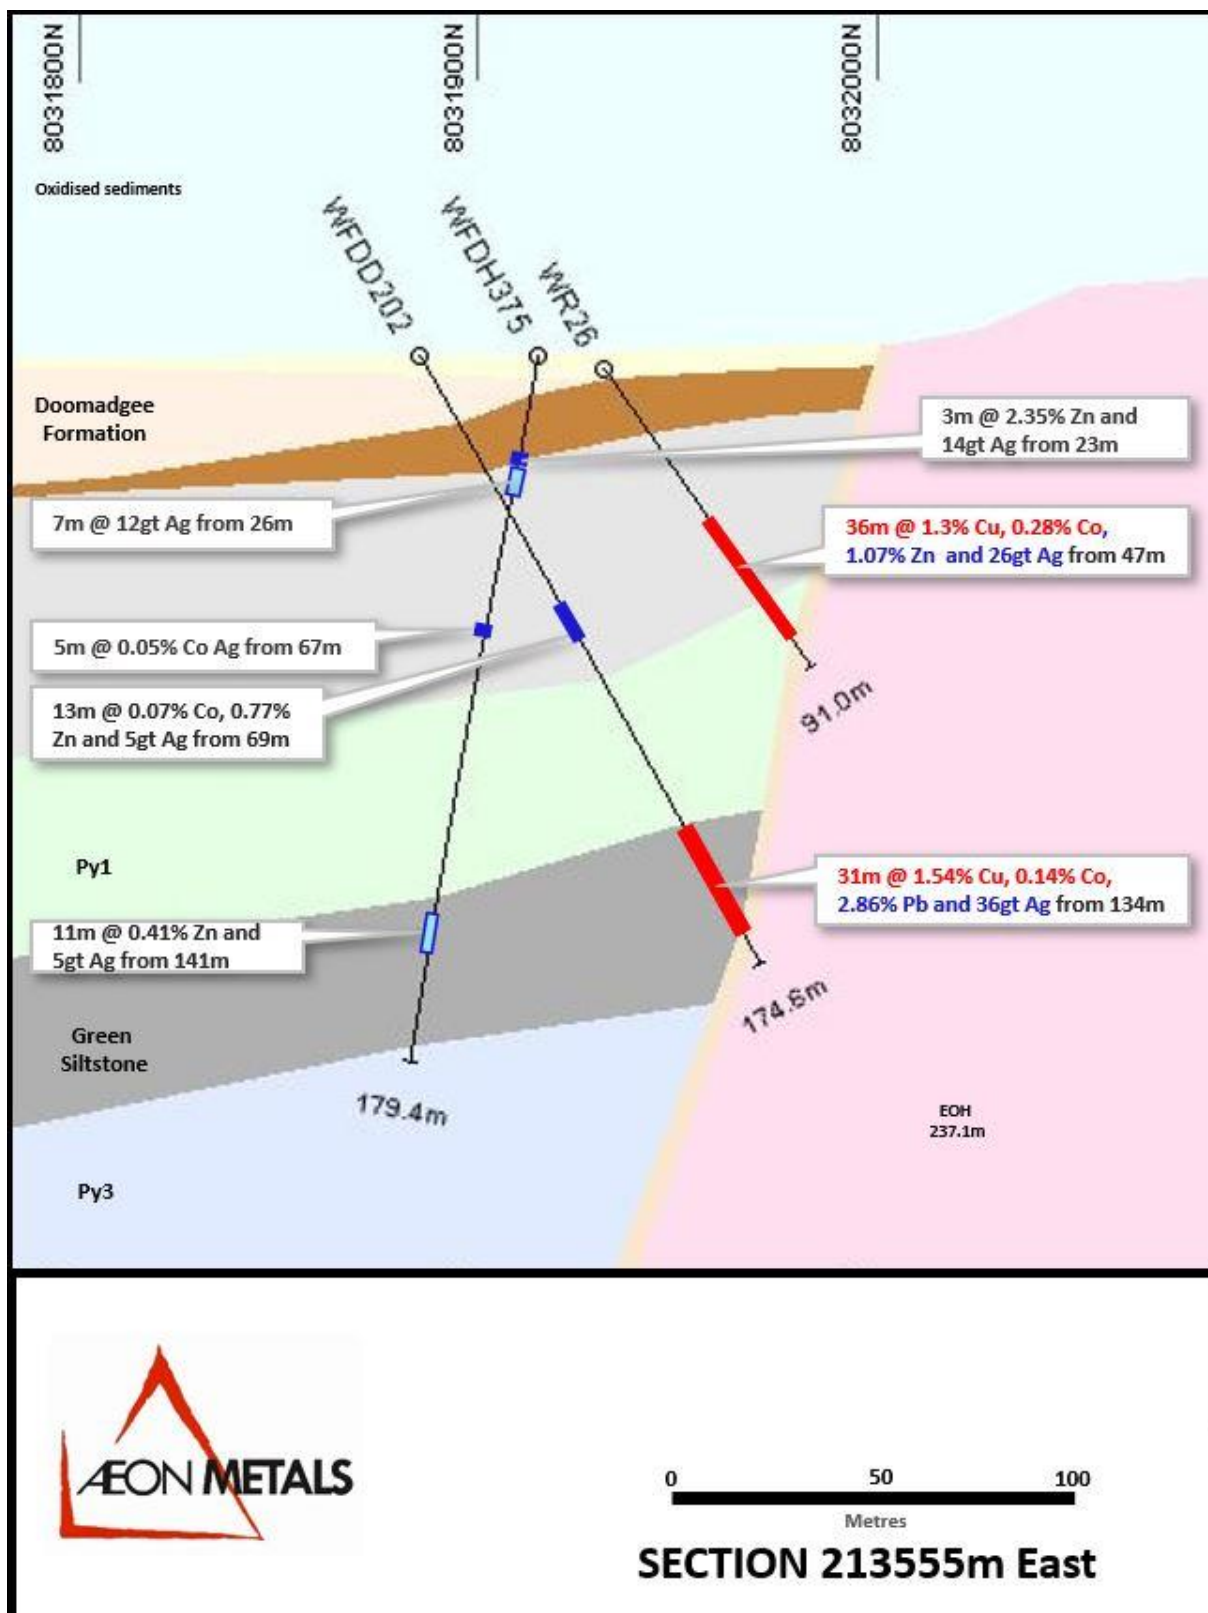 8031800N
8031900N
8032000N
Oxidised sediments
WFDD202
WFDH375
WR26
Doomadgee
Formation
3m @ 2.35% Zn and
14gt Ag from 23m
7m @ 12gt Ag from 26m
36m @ 1.3% Cu, 0.28% Co,
1.07% Zn and 26gt Ag from 47m
5m @ 0.05% Co Ag from 67m
13m @ 0.07% Co, 0.77%
Zn and 5gt Ag from 69m
91.0m
Py1
31m @ 1.54% Cu, 0.14% Co,
2.86% Pb and 36gt Ag from 134m
11m @ 0.41% Zn and
5gt Ag from 141m
174.6m
Green
Siltstone
179.4m
EOH
237.1m
Py3
ÆON METALS
0 50 100
Metres
SECTION 213555m East